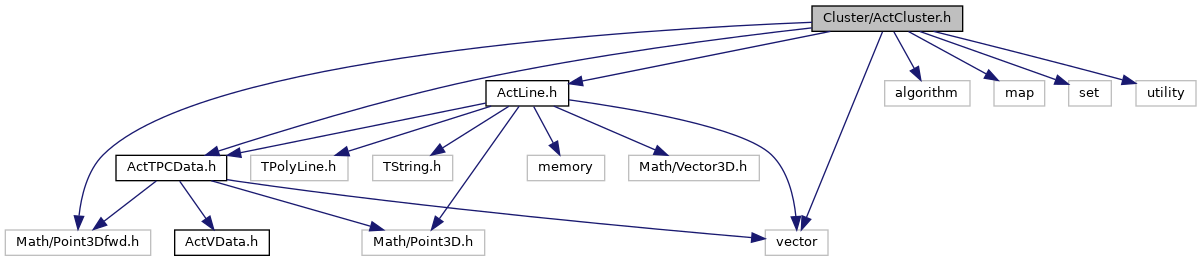 Cluster/ActCluster.h
ActLine.h
algorithm
map
set
utility
ActTPCData.h
TPolyLine.h
TString.h
memory
Math/Vector3D.h
Math/Point3Dfwd.h
ActVData.h
Math/Point3D.h
vector